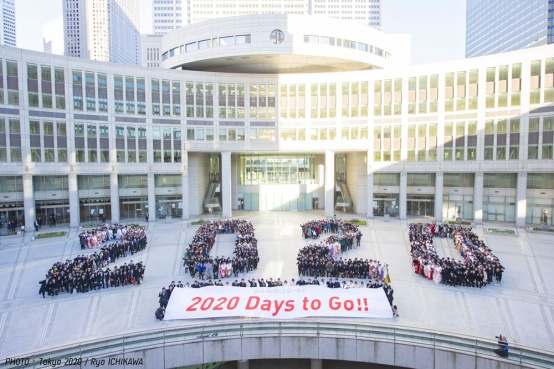 2020 Days to Go!!
PHOTO : Tokyo 2020 / Ryo ICHIKAWA